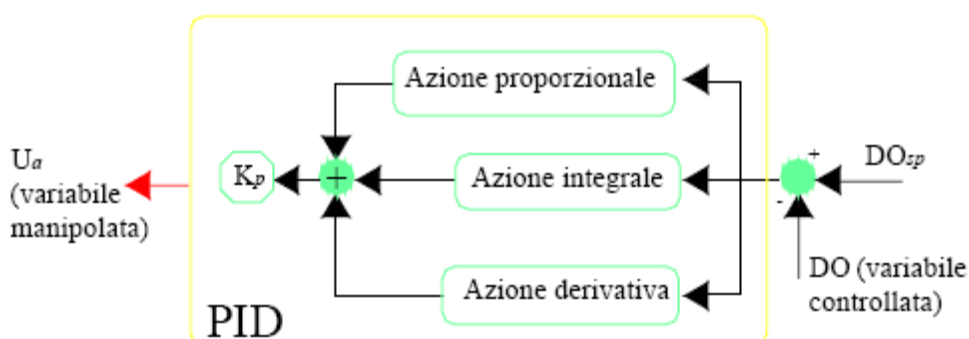 Azione proporzionale
+
DOsp
Ua
(variabile
manipolata)
Kp
+
Azione integrale
-
DO (variabile
controllata)
Azione derivativa
PID